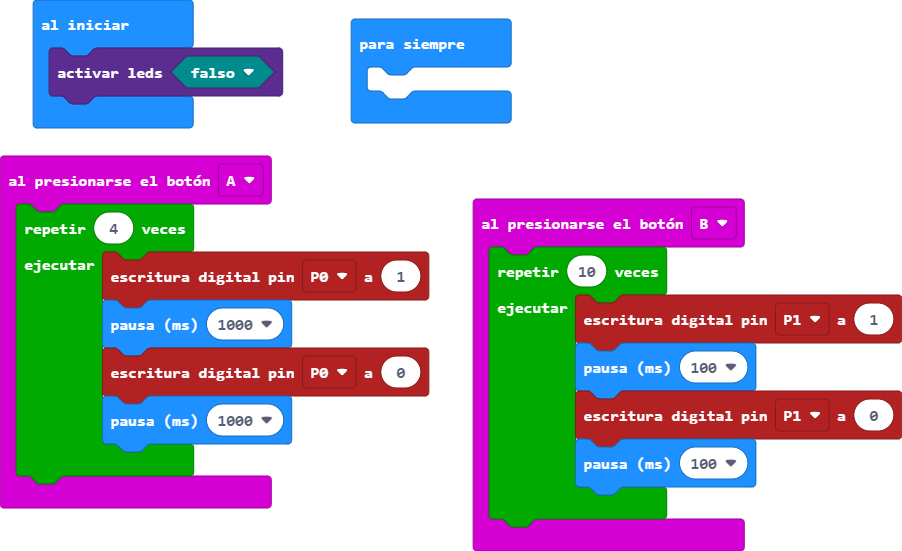 al iniciar
activar leds falso
para siempre
al presionarse el botón A
repetir 4 veces
ejecutar
escritura digital pin P0 a 1
pausa (ms) 1000
escritura digital pin P0 a 0
pausa (ms) 1000
al presionarse el botón B
repetir 10 veces
ejecutar
escritura digital pin P1 a 1
pausa (ms) 100
escritura digital pin P1 a 0
pausa (ms) 100